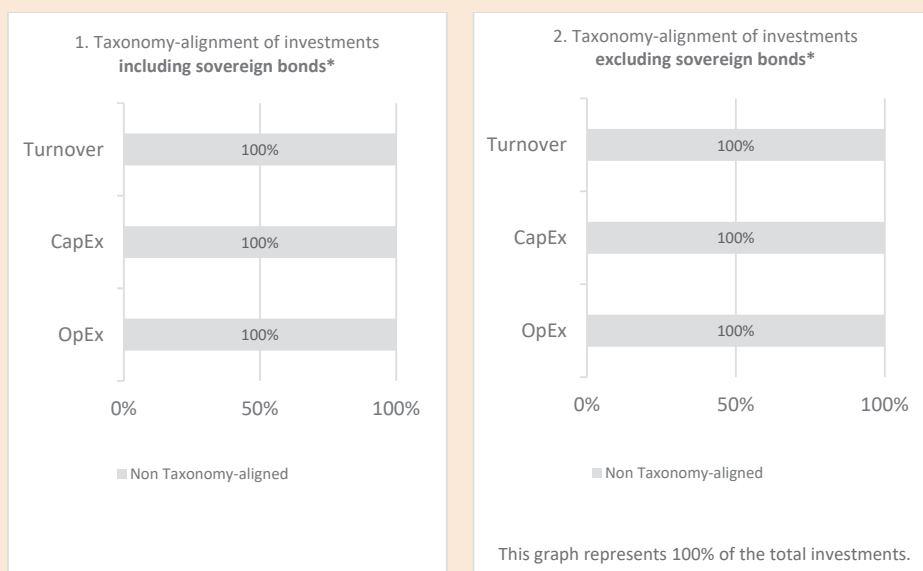 1. Taxonomy-alignment of investments
including sovereign bonds*
Turnover
100%
CapEx
100%
OpEx
100%
0%
50%
100%
Non Taxonomy-aligned
2. Taxonomy-alignment of investments
excluding sovereign bonds*
Turnover
100%
CapEx
100%
OpEx
100%
0%
50%
100%
Non Taxonomy-aligned
This graph represents 100% of the total investments.